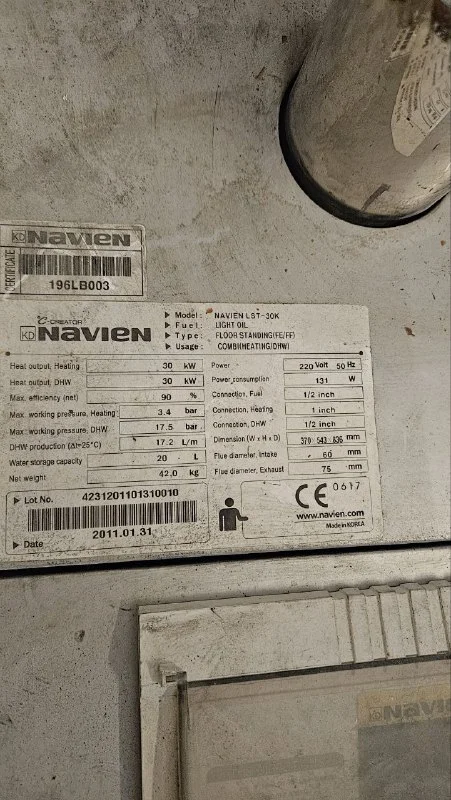 KD NAVIEN
CERTIFICATE
196LB003
e-CREATOR
KD NAVIEN
▶ Model: NAVIEN LST-30K
▶ Fuel: LIGHT OIL
▶ Type: FLOOR STANDING(FE/FF)
▶ Usage: COMBI(HEATING/DHW)
Heat output, Heating 30 kW
Heat output, DHW 30 kW
Max. efficiency (net) 90 %
Max. working pressure, Heating 3.4 bar
Max. working pressure, DHW 17.5 bar
DHW production (Δt=25°C) 17.2 L/m
Water storage capacity 20 L
Net weight 42.0 kg
Power 220 Volt 50 Hz
Power consumption 131 W
Connection, Fuel 1/2 inch
Connection, Heating 1 inch
Connection, DHW 1/2 inch
Dimension (W x H x D) 370 543 636 mm
Flue diameter, Intake 60 mm
Flue diameter, Exhaust 75 mm
▶ Lot No. 4231201101310010
2011.01.31
▶ Date
CE 0617
www.navien.com
Made in KOREA
NAVIEN